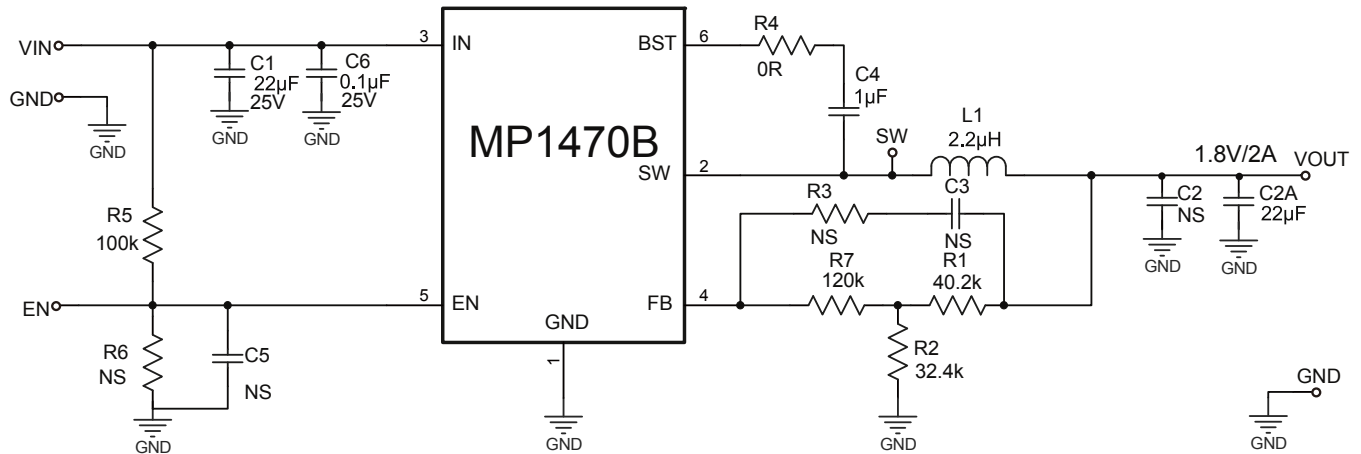 VIN
GND
GND
C1
22µF
25V
GND
C6
0.1µF
25V
GND
3
IN
MP1470B
BST
6
R4
0R
C4
1µF
SW
2
SW
L1
2.2µH
1.8V/2A
VOUT
C2
NS
GND
C2A
22µF
GND
R3
NS
C3
NS
R5
100k
R7
120k
R1
40.2k
EN
5
EN
FB
4
GND
1
GND
R6
NS
C5
NS
GND
R2
32.4k
GND
GND
GND